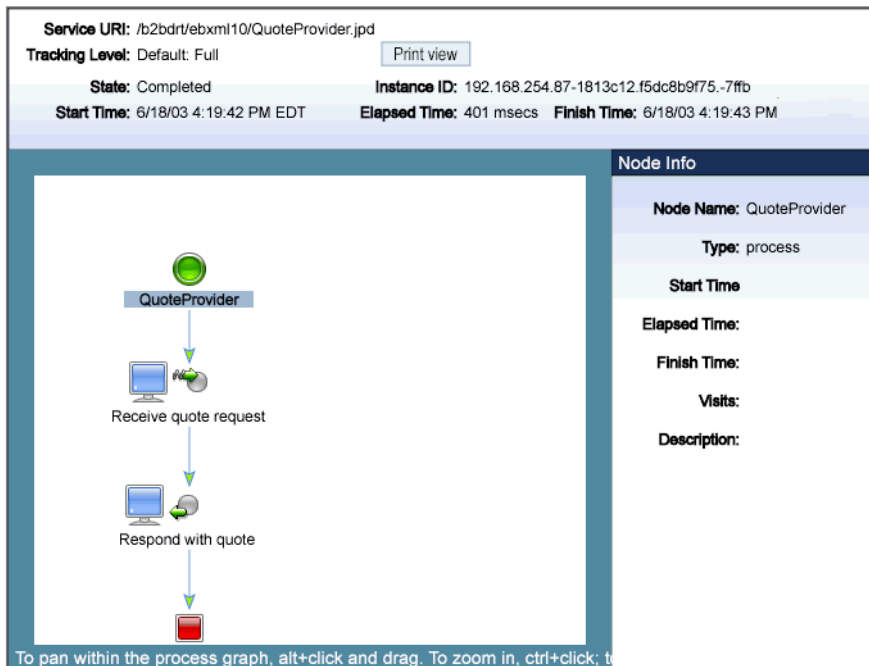 Service URI: /b2bdrt/ebxml10/QuoteProvider.jpd
Tracking Level: Default: Full
Print view
State: Completed Instance ID: 192.168.254.87-1813c12.f5dc8b9f75.-7ffb
Start Time: 6/18/03 4:19:42 PM EDT Elapsed Time: 401 msecs Finish Time: 6/18/03 4:19:43 PM
QuoteProvider
Receive quote request
Respond with quote
To pan within the process graph, alt+click and drag. To zoom in, ctrl+click;
Node Info
Node Name: QuoteProvider
Type: process
Start Time
Elapsed Time:
Finish Time:
Visits:
Description: